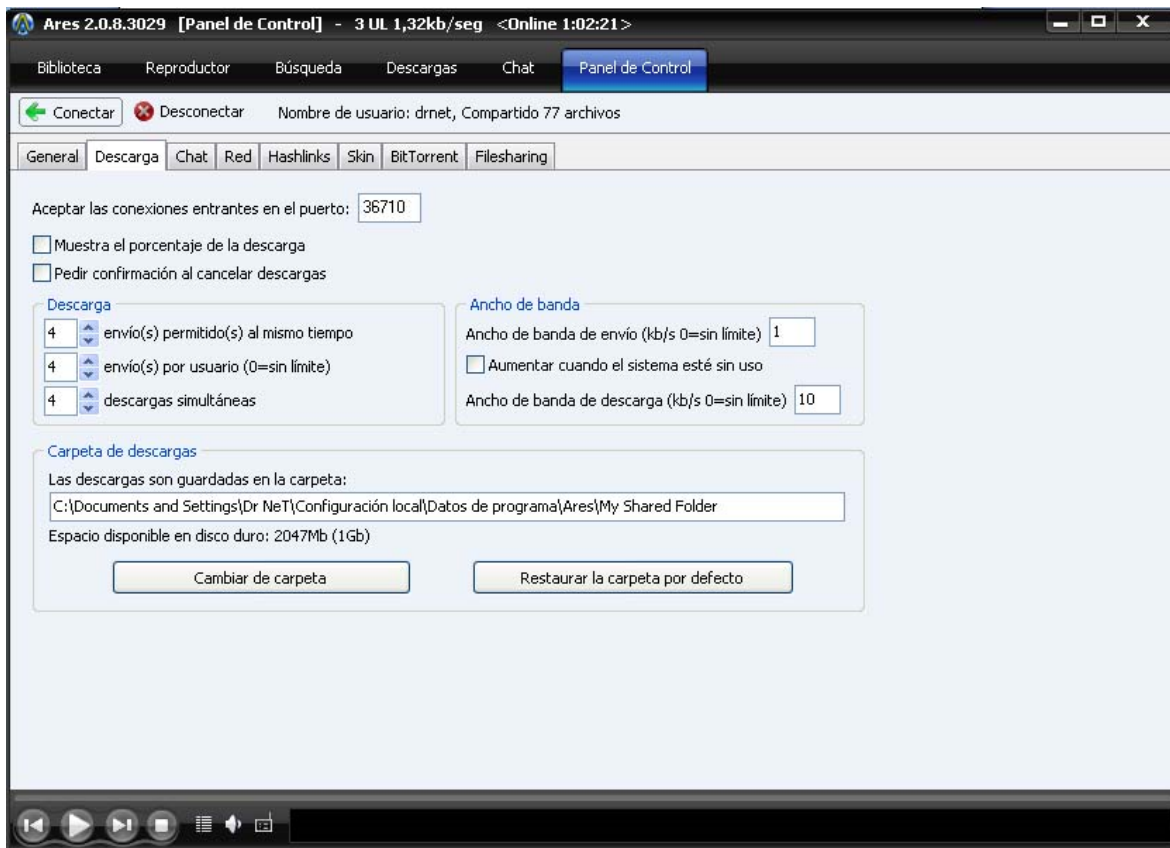 Ares 2.0.8.3029 [Panel de Control] - 3 UL 1,32kb/seg <Online 1:02:21>
Biblioteca Reproductor Búsqueda Descargas Chat Panel de Control
Conectar Desconectar Nombre de usuario: drnet, Compartido 77 archivos
General Descarga Chat Red Hashlinks Skin BitTorrent Filesharing
Aceptar las conexiones entrantes en el puerto: 36710
Muestra el porcentaje de la descarga
Pedir confirmación al cancelar descargas
Descarga
4 envío(s) permitido(s) al mismo tiempo
4 envío(s) por usuario (0=sin límite)
4 descargas simultáneas
Ancho de banda
Ancho de banda de envío (kb/s 0=sin límite) 1
Aumentar cuando el sistema esté sin uso
Ancho de banda de descarga (kb/s 0=sin límite) 10
Carpeta de descargas
Las descargas son guardadas en la carpeta:
C:\Documents and Settings\Dr NeT\Configuración local\Datos de programa\Ares\My Shared Folder
Espacio disponible en disco duro: 2047Mb (1Gb)
Cambiar de carpeta Restaurar la carpeta por defecto